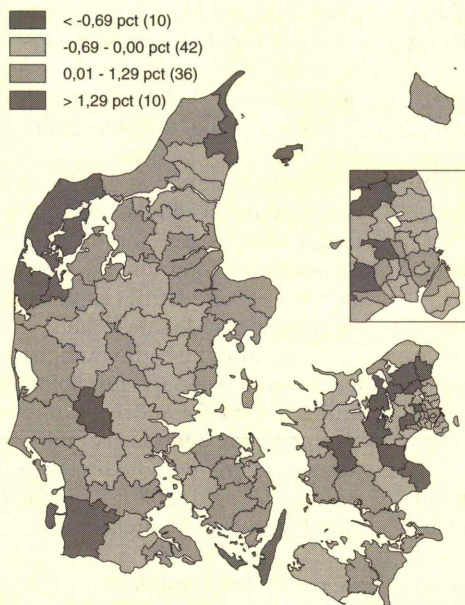 < -0,69 pct (10)
-0,69 - 0,00 pct (42)
0,01 - 1,29 pct (36)
> 1,29 pct (10)